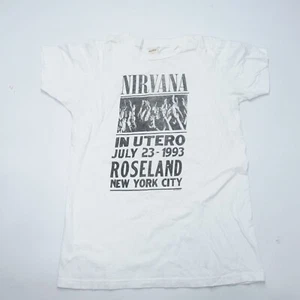 NIRVANA
IN UTERO
JULY 23-1993
ROSELAND
NEW YORK CITY